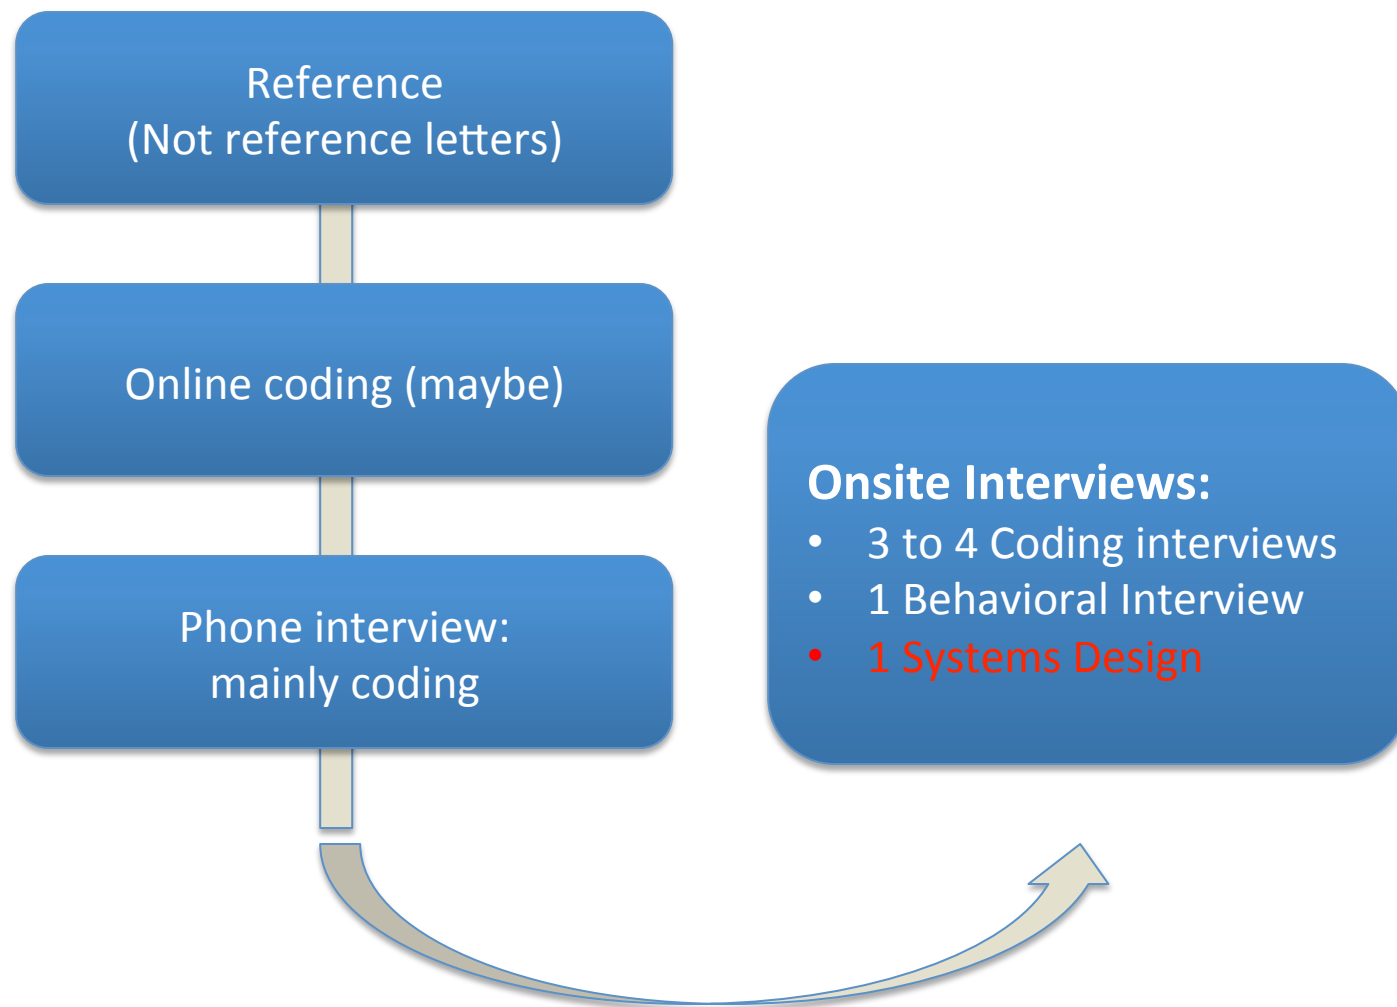 Reference
(Not reference letters)
Online coding (maybe)
Phone interview:
mainly coding
Onsite Interviews:
• 3 to 4 Coding interviews
• 1 Behavioral Interview
• 1 Systems Design